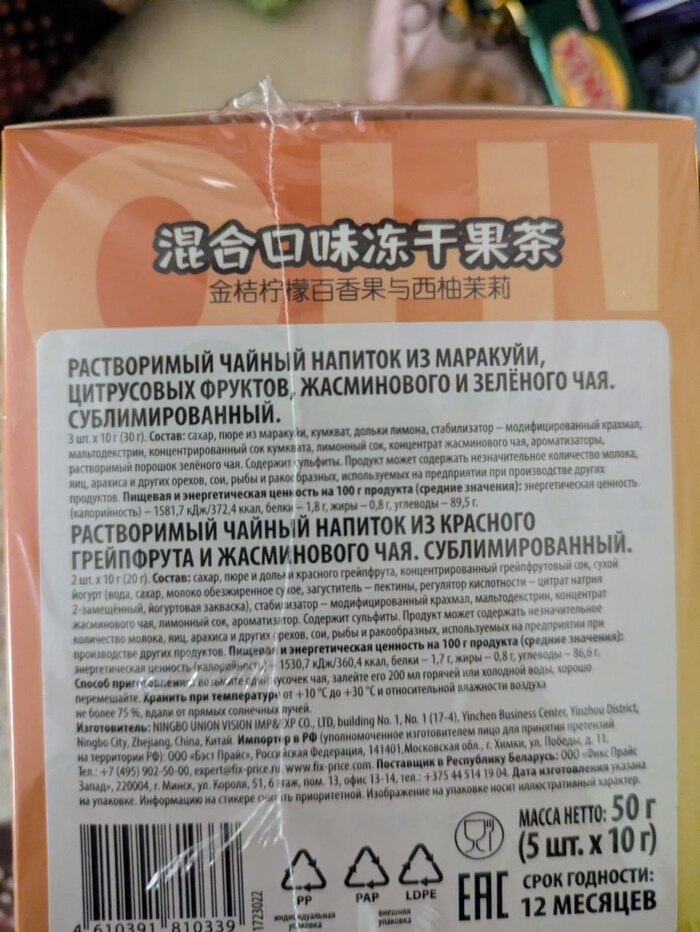 OH!
混合口味冻干果茶
金桔柠檬百香果与西柚茉莉
РАСТВОРИМЫЙ ЧАЙНЫЙ НАПИТОК ИЗ МАРАКУЙИ,
ЦИТРУСОВЫХ ФРУКТОВ, ЖАСМИНОВОГО И ЗЕЛЁНОГО ЧАЯ.
СУБЛИМИРОВАННЫЙ.
3 шт. х 10 г (30 г). Состав: сахар, пюре из маракуйи, кумкват, дольки лимона, стабилизатор – модифицированный крахмал,
мальтодекстрин, концентрированный сок кумквата, лимонный сок, концентрат жасминового чая, ароматизаторы,
растворимый порошок зелёного чая. Содержит сульфиты. Продукт может содержать незначительное количество молока,
яиц, арахиса и других орехов, сои, рыбы и ракообразных, используемых на предприятии при производстве других
продуктов. Пищевая и энергетическая ценность на 100 г продукта (средние значения): энергетическая ценность
(калорийность) – 1581,7 кДж/372,4 ккал, белки – 1,8 г, жиры – 0,8 г, углеводы – 89,5 г.
РАСТВОРИМЫЙ ЧАЙНЫЙ НАПИТОК ИЗ КРАСНОГО
ГРЕЙПФРУТА И ЖАСМИНОВОГО ЧАЯ. СУБЛИМИРОВАННЫЙ.
2 шт. х 10 г (20 г). Состав: сахар, пюре и дольки красного грейпфрута, концентрированный грейпфрутовый сок, сухой
йогурт (вода, сахар, молоко обезжиренное сухое, загуститель – пектины, регулятор кислотности – цитрат натрия
2-замещённый, йогуртовая закваска), стабилизатор – модифицированный крахмал, мальтодекстрин, концентрат
жасминового чая, лимонный сок, ароматизатор. Содержит сульфиты. Продукт может содержать незначительное
количество молока, яиц, арахиса и других орехов, сои, рыбы и ракообразных, используемых на предприятии при
производстве других продуктов. Пищевая и энергетическая ценность на 100 г продукта (средние значения):
энергетическая ценность (калорийность) – 1530,7 кДж/360,4 ккал, белки – 1,7 г, жиры – 0,8 г, углеводы – 86,6 г.
Способ приготовления: возьмите один кусочек чая, залейте его 200 мл горячей или холодной воды, хорошо
перемешайте. Хранить при температуре от +10 °С до +30 °С и относительной влажности воздуха
не более 75 %, вдали от прямых солнечных лучей.
Изготовитель: NINGBO UNION VISION IMP&EXP CO., LTD, building No. 1, No. 1 (17-4), Yinchen Business Center, Yinzhou District,
Ningbo City, Zhejiang, China, Китай. Импортер в РФ (уполномоченное изготовителем лицо для принятия претензий
на территории РФ): ООО «Бэст Прайс», Российская Федерация, 141401, Московская обл., г. Химки, ул. Победы, д. 11.
Тел.: +7 (495) 902-50-00, expert@fix-price.ru, www.fix-price.com. Поставщик в Республику Беларусь: ООО «Фикс Прайс
Запад», 220004, г. Минск, ул. Короля, 51, 6 этаж, пом. 13, офис 13-14, тел.: +375 44 514 19 04. Дата изготовления указана
на упаковке. Информацию на стикере считать приоритетной. Изображение на упаковке носит иллюстративный характер.
МАССА НЕТТО: 50 г
(5 шт. х 10 г)
PP
индивидуальная
упаковка
PAP
LDPE
внешняя
упаковка
EAC
СРОК ГОДНОСТИ:
12 МЕСЯЦЕВ
4 610391 810339
1723022